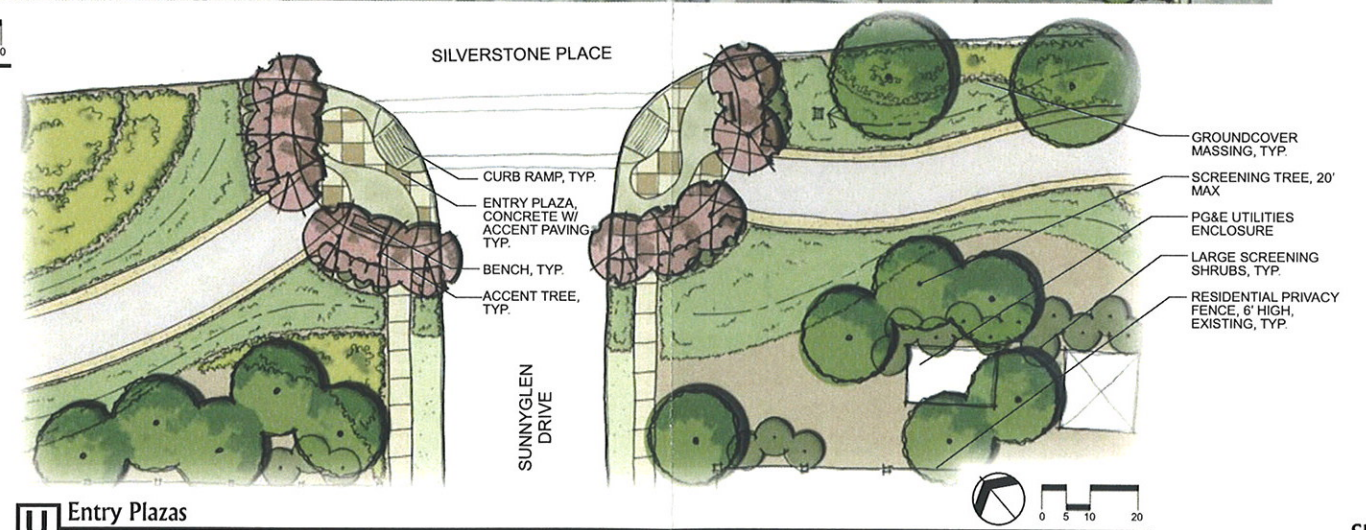 SILVERSTONE PLACE
CURB RAMP, TYP.
ENTRY PLAZA,
CONCRETE W/
ACCENT PAVING,
TYP.
BENCH, TYP.
ACCENT TREE,
TYP.
SUNNYGLEN
DRIVE
GROUNDCOVER
MASSING, TYP.
SCREENING TREE, 20'
MAX
PG&E UTILITIES
ENCLOSURE
LARGE SCREENING
SHRUBS, TYP.
RESIDENTIAL PRIVACY
FENCE, 6' HIGH,
EXISTING, TYP.
0 5 10 20
Entry Plazas